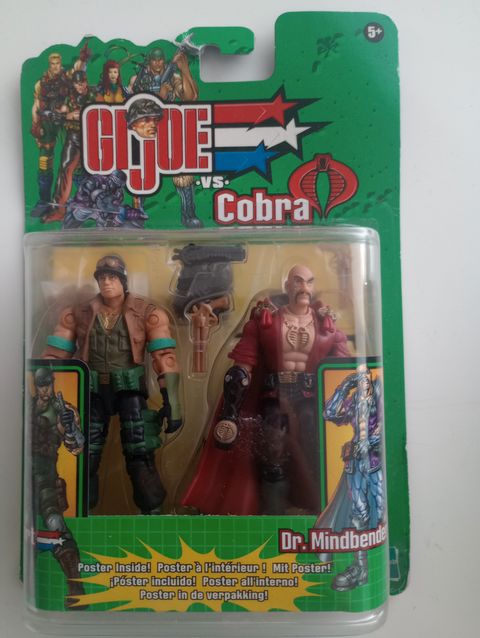 5+
GI JOE
·VS·
Cobra
Dr. Mindbende
Poster Inside! Poster à l'intérieur ! Mit Poster!
¡Póster incluido! Poster all'interno!
Poster in de verpakking!